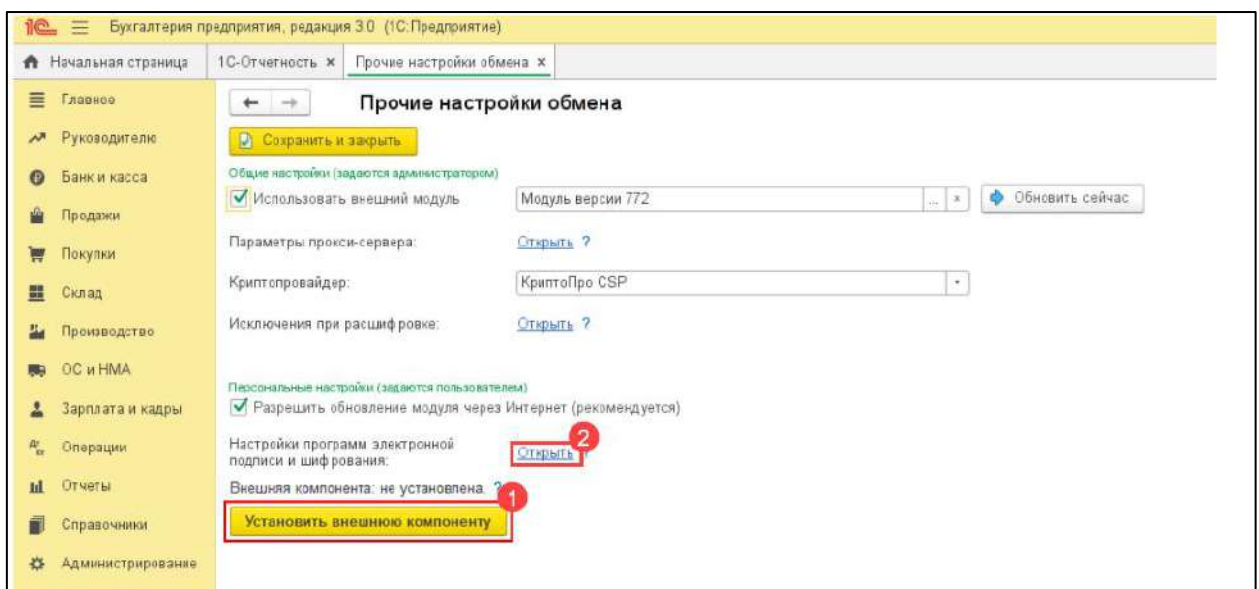 1С Бухгалтерия предприятия, редакция 3.0 (1С:Предприятие)
Начальная страница 1С-Отчетность × Прочие настройки обмена ×
Главное
Руководителю
Банк и касса
Продажи
Покупки
Склад
Производство
ОС и НМА
Зарплата и кадры
Операции
Отчеты
Справочники
Администрирование
← → Прочие настройки обмена
Сохранить и закрыть
Общие настройки (задаются администратором)
Использовать внешний модуль Модуль версии 772 ... × Обновить сейчас
Параметры прокси-сервера: Открыть ?
Криптопровайдер: КриптоПро CSP
Исключения при расшифровке: Открыть ?
Персональные настройки (задаются пользователем)
Разрешить обновление модуля через Интернет (рекомендуется)
Настройки программ электронной
подписи и шифрования: Открыть ? 2
Внешняя компонента: не установлена. ? 1
Установить внешнюю компоненту